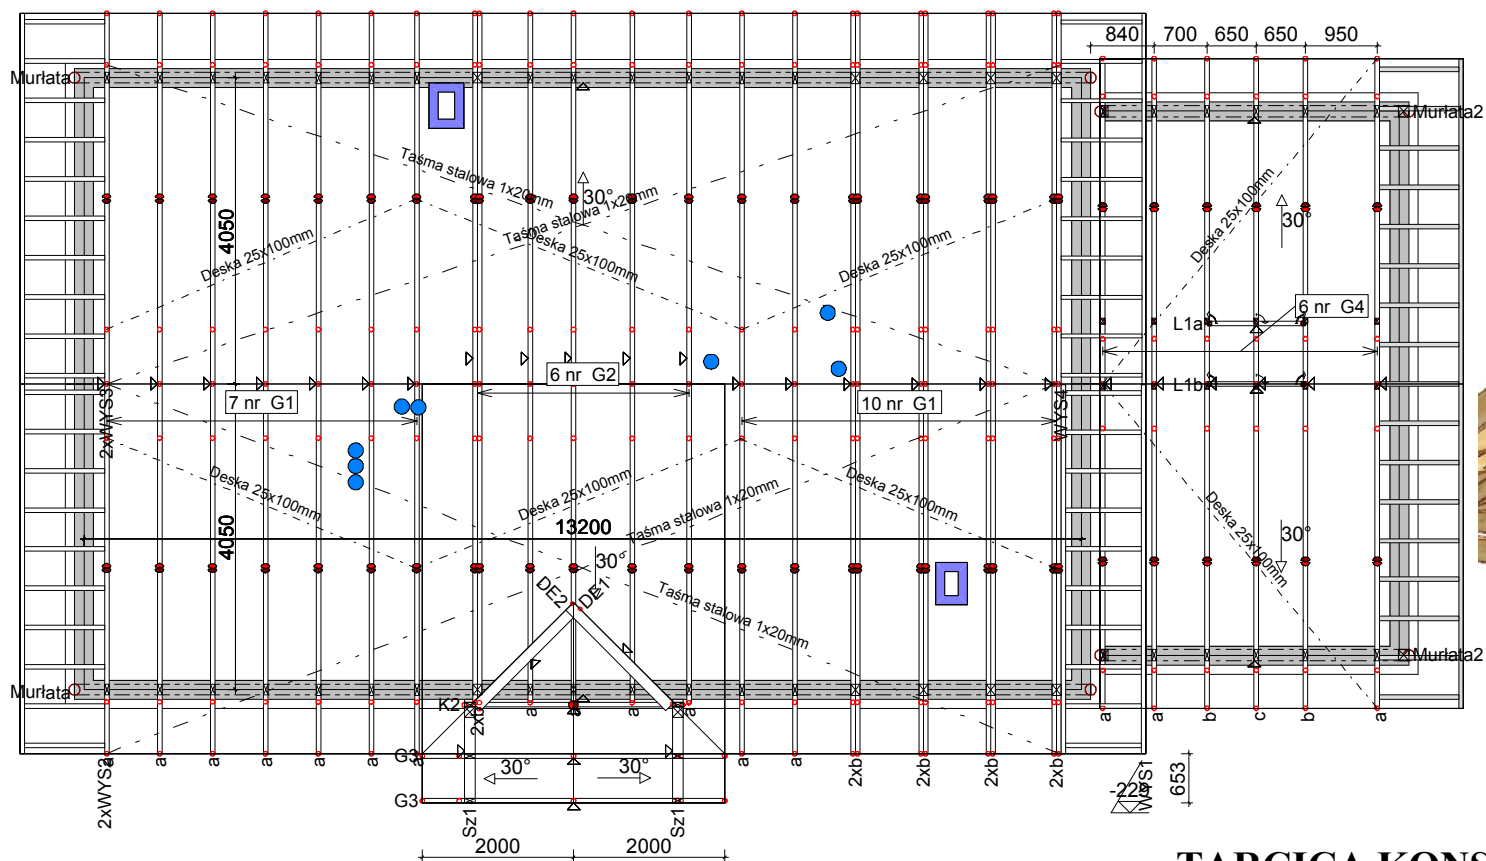 840 700 650 650 950
Murłata
Murłata2
Taśma stalowa 1x20mm
30°
Taśma stalowa 1x20mm
Deska 25x100mm
Deska 25x100mm
Deska 25x100mm
Deska 25x100mm
30°
4050
6 nr G4
L1a
6 nr G2
L1b
7 nr G1
10 nr G1
2xWYS3
WYS4
Deska 25x100mm
Deska 25x100mm
Taśma stalowa 1x20mm
Deska 25x100mm
Deska 25x100mm
13200
4050
30°
30°
DE2
DE1
Taśma stalowa 1x20mm
Murłata
Murłata2
K2
2xb
a
a
a
a
a
a
b
c
b
a
G3
a
a
a
a
a
a
a
a
a
2xb
2xb
2xb
2xb
30°
30°
2xWYS2
WYS1
-229
653
G3
Sz1
Sz1
2000
2000